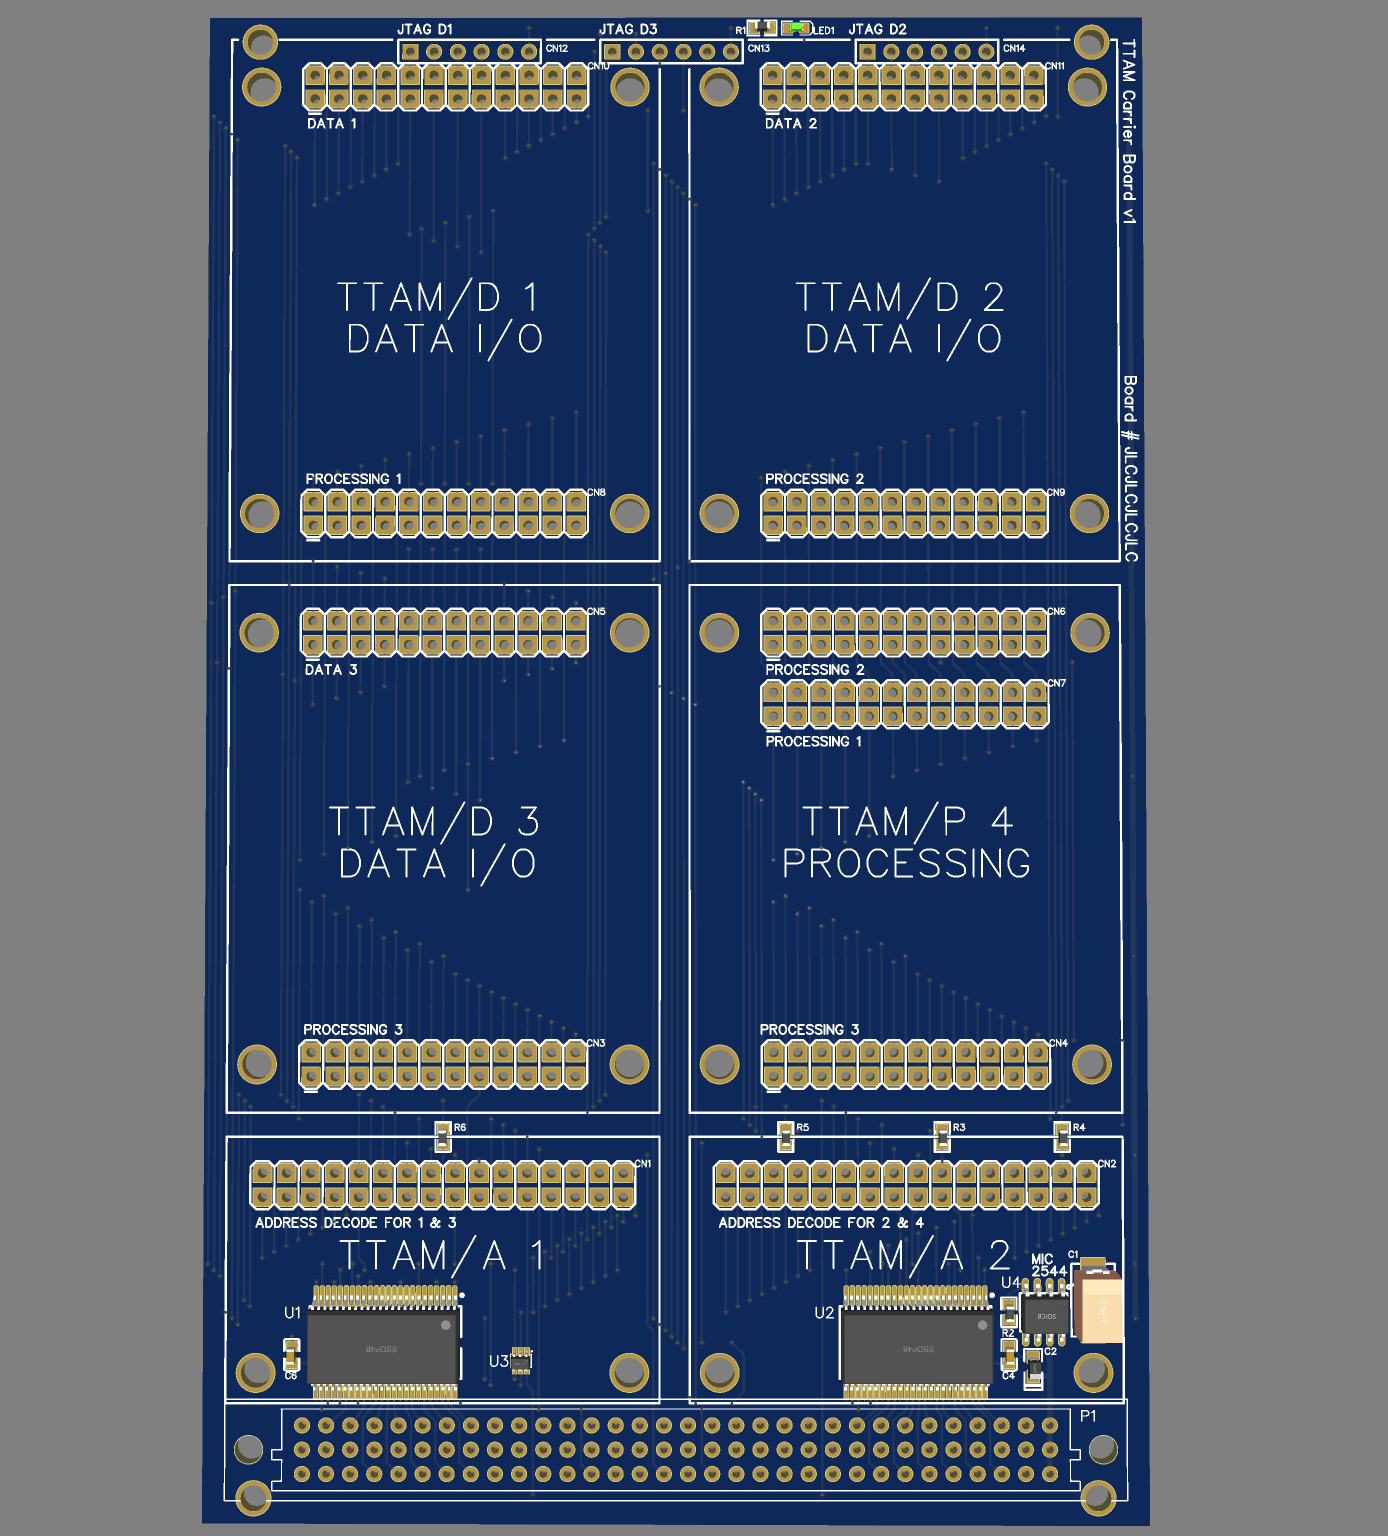 JTAG D1
JTAG D3
R1
LED1
JTAG D2
CN12
CN13
CN14
CN10
CN11
DATA 1
DATA 2
TTAM Carrier Board v1
TTAM/D 1
DATA I/O
TTAM/D 2
DATA I/O
Board # JLCJLCJLCJLC
PROCESSING 1
CN8
PROCESSING 2
CN9
CN5
DATA 3
CN6
PROCESSING 2
CN7
PROCESSING 1
TTAM/D 3
DATA I/O
TTAM/P 4
PROCESSING
PROCESSING 3
CN3
PROCESSING 3
CN4
R6
R5
R3
R4
CN1
CN2
ADDRESS DECODE FOR 1 & 3
ADDRESS DECODE FOR 2 & 4
TTAM/A 1
TTAM/A 2
MIC
2544
C1
U4
U1
SSOP48
C6
U3
U2
SSOP48
R2
SOIC8
C4
C2
P1